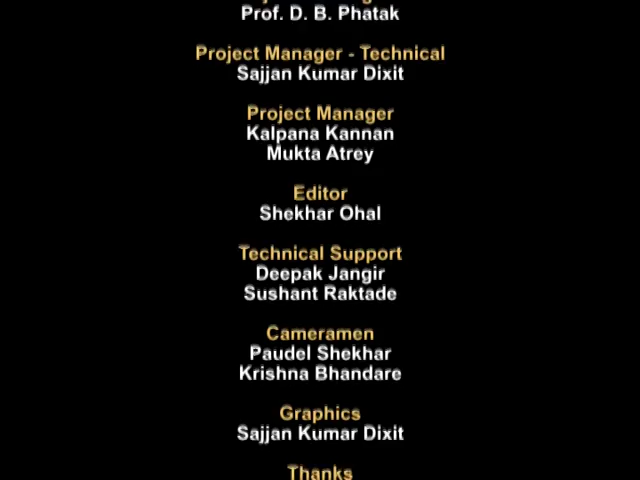 Prof. D. B. Phatak
Project Manager - Technical
Sajjan Kumar Dixit
Project Manager
Kalpana Kannan
Mukta Atrey
Editor
Shekhar Ohal
Technical Support
Deepak Jangir
Sushant Raktade
Cameramen
Paudel Shekhar
Krishna Bhandare
Graphics
Sajjan Kumar Dixit
Thanks